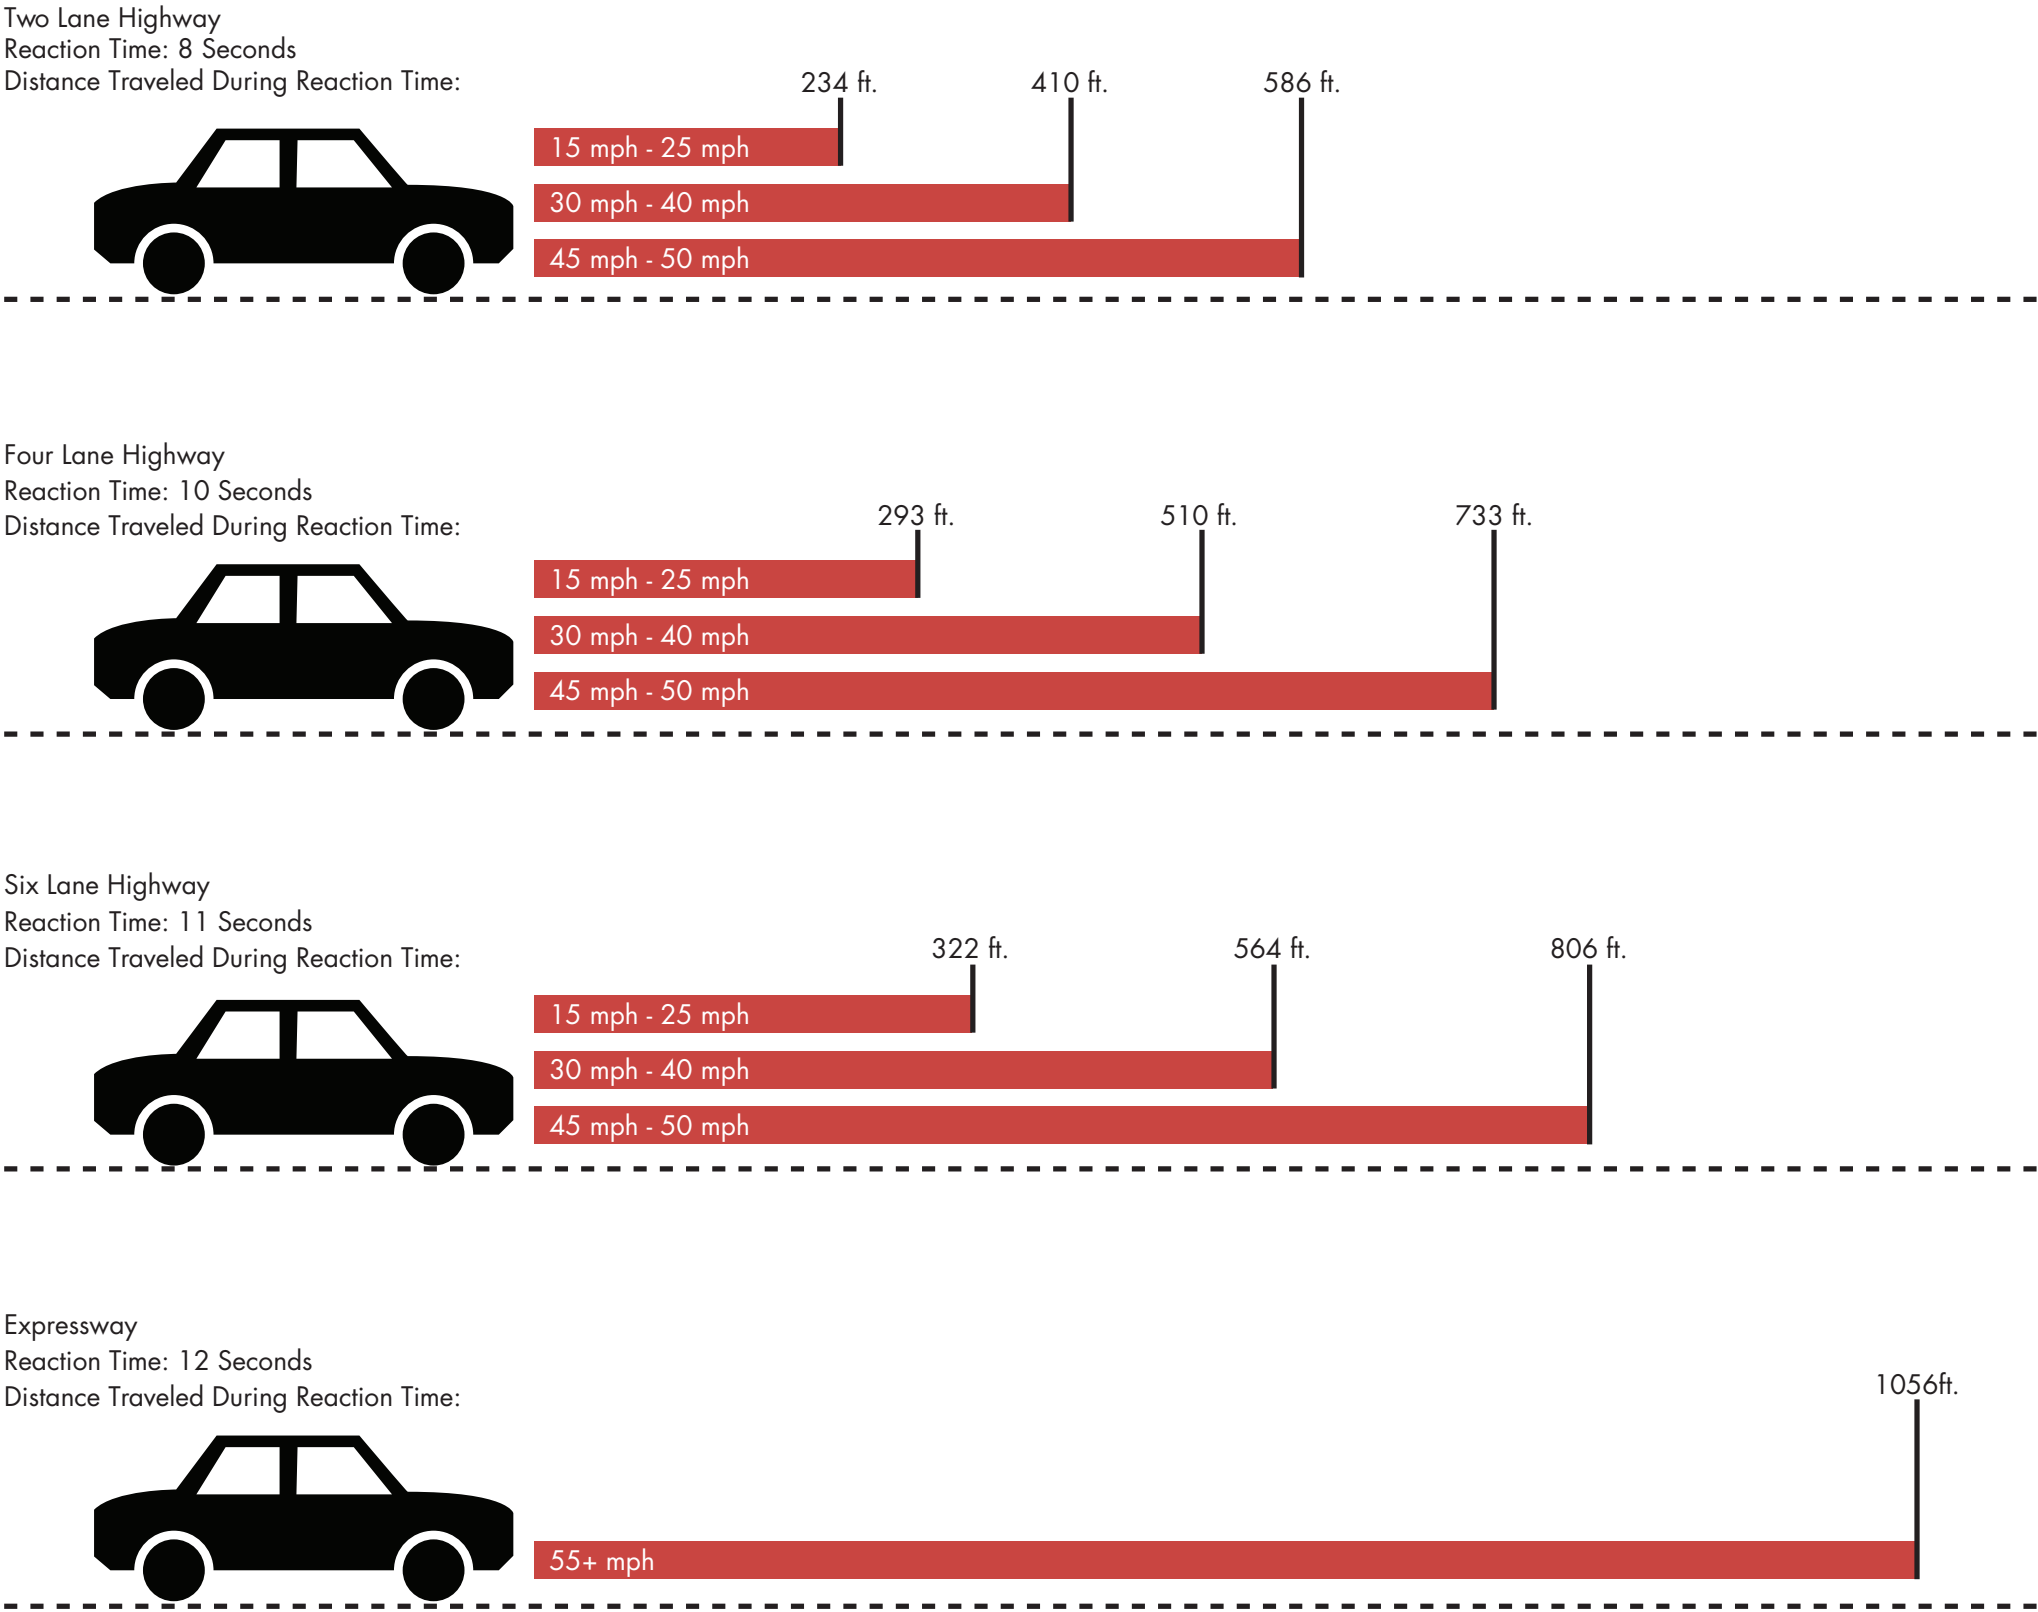 Two Lane Highway
Reaction Time: 8 Seconds
Distance Traveled During Reaction Time:
234 ft. 410 ft. 586 ft.
15 mph - 25 mph
30 mph - 40 mph
45 mph - 50 mph
Four Lane Highway
Reaction Time: 10 Seconds
Distance Traveled During Reaction Time:
293 ft. 510 ft. 733 ft.
15 mph - 25 mph
30 mph - 40 mph
45 mph - 50 mph
Six Lane Highway
Reaction Time: 11 Seconds
Distance Traveled During Reaction Time:
322 ft. 564 ft. 806 ft.
15 mph - 25 mph
30 mph - 40 mph
45 mph - 50 mph
Expressway
Reaction Time: 12 Seconds
Distance Traveled During Reaction Time:
1056ft.
55+ mph